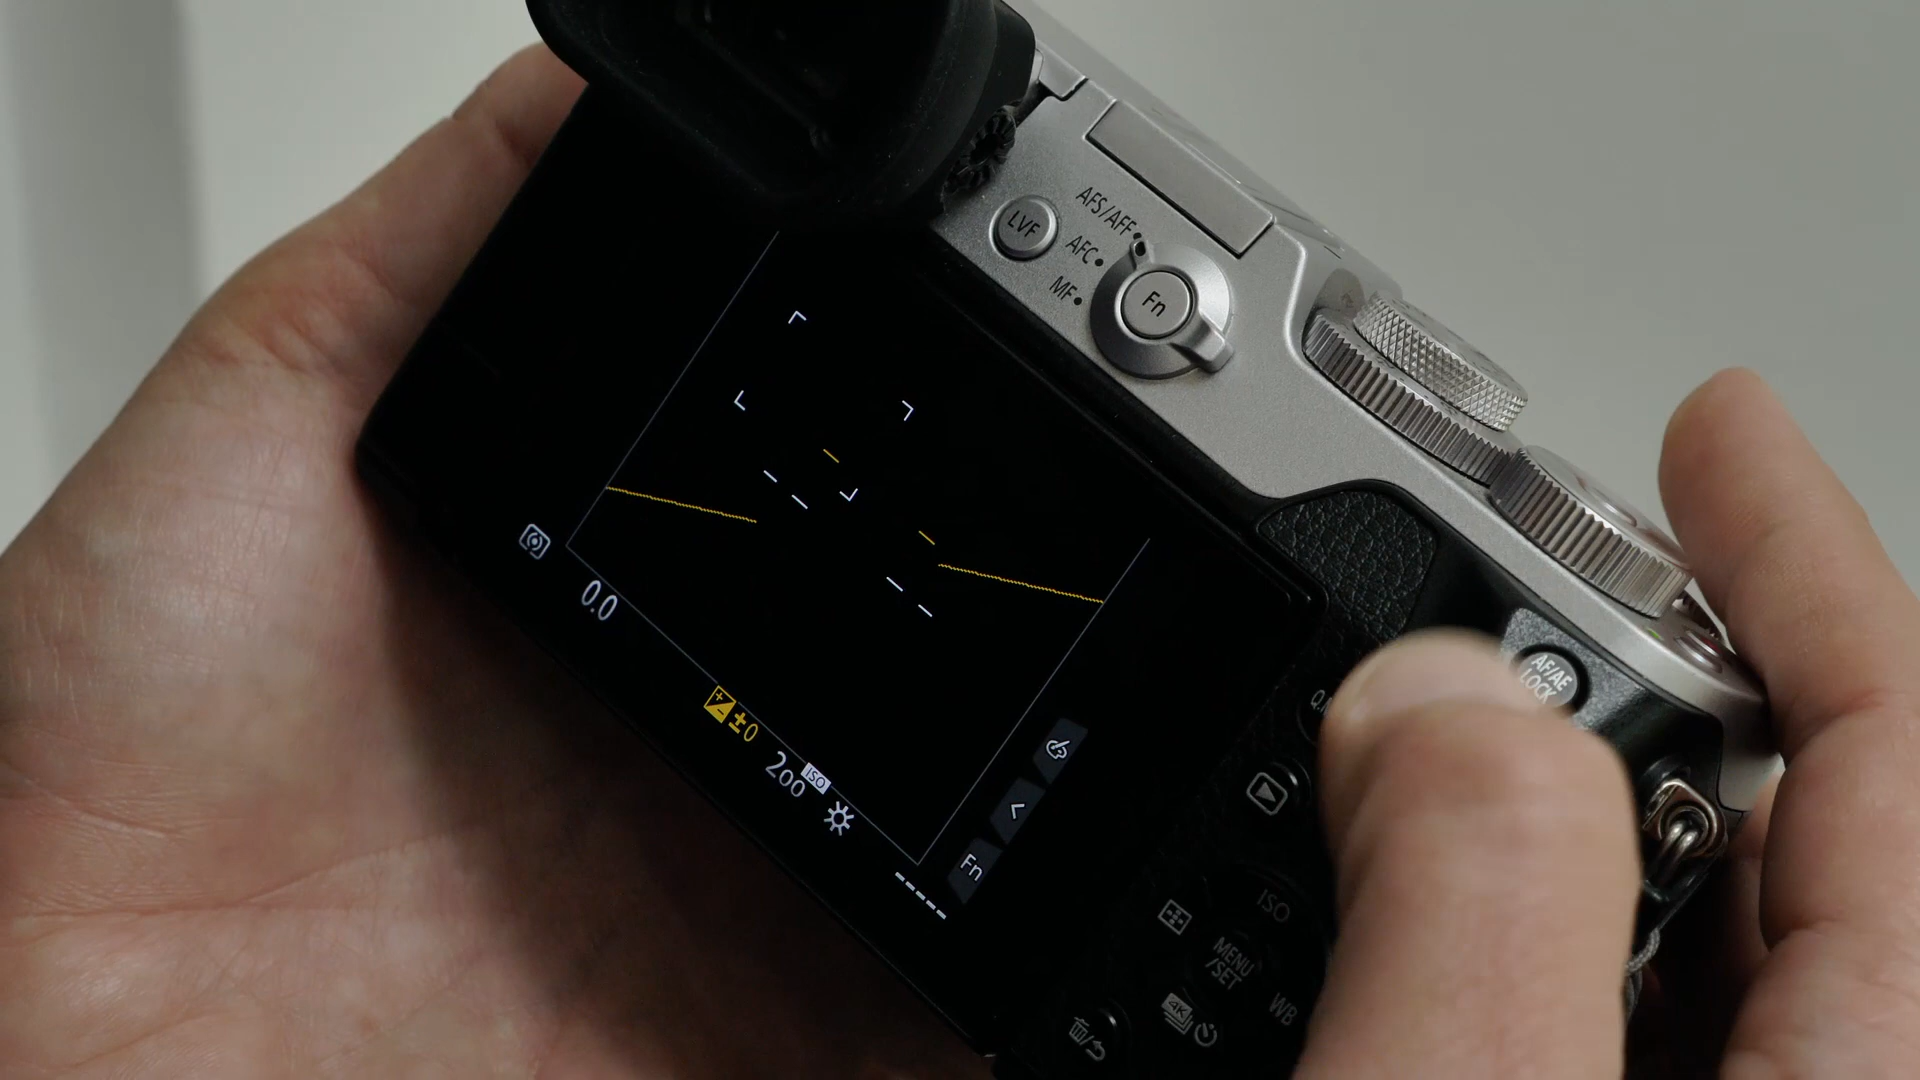 LVF
AFS/AFF
AFC
MF
Fn
AF/AE
LOCK
0.0
±0
200
ISO
Fn
ISO
MENU
/SET
WB
4K